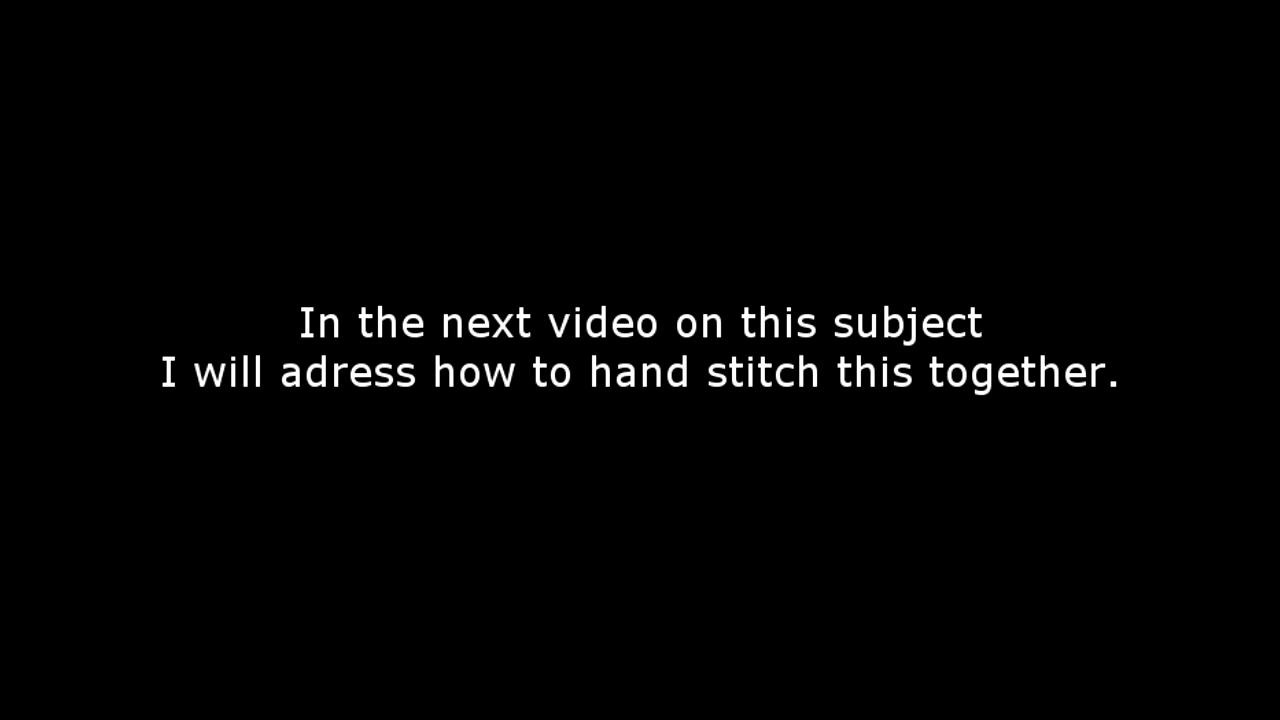 In the next video on this subject
I will adress how to hand stitch this together.